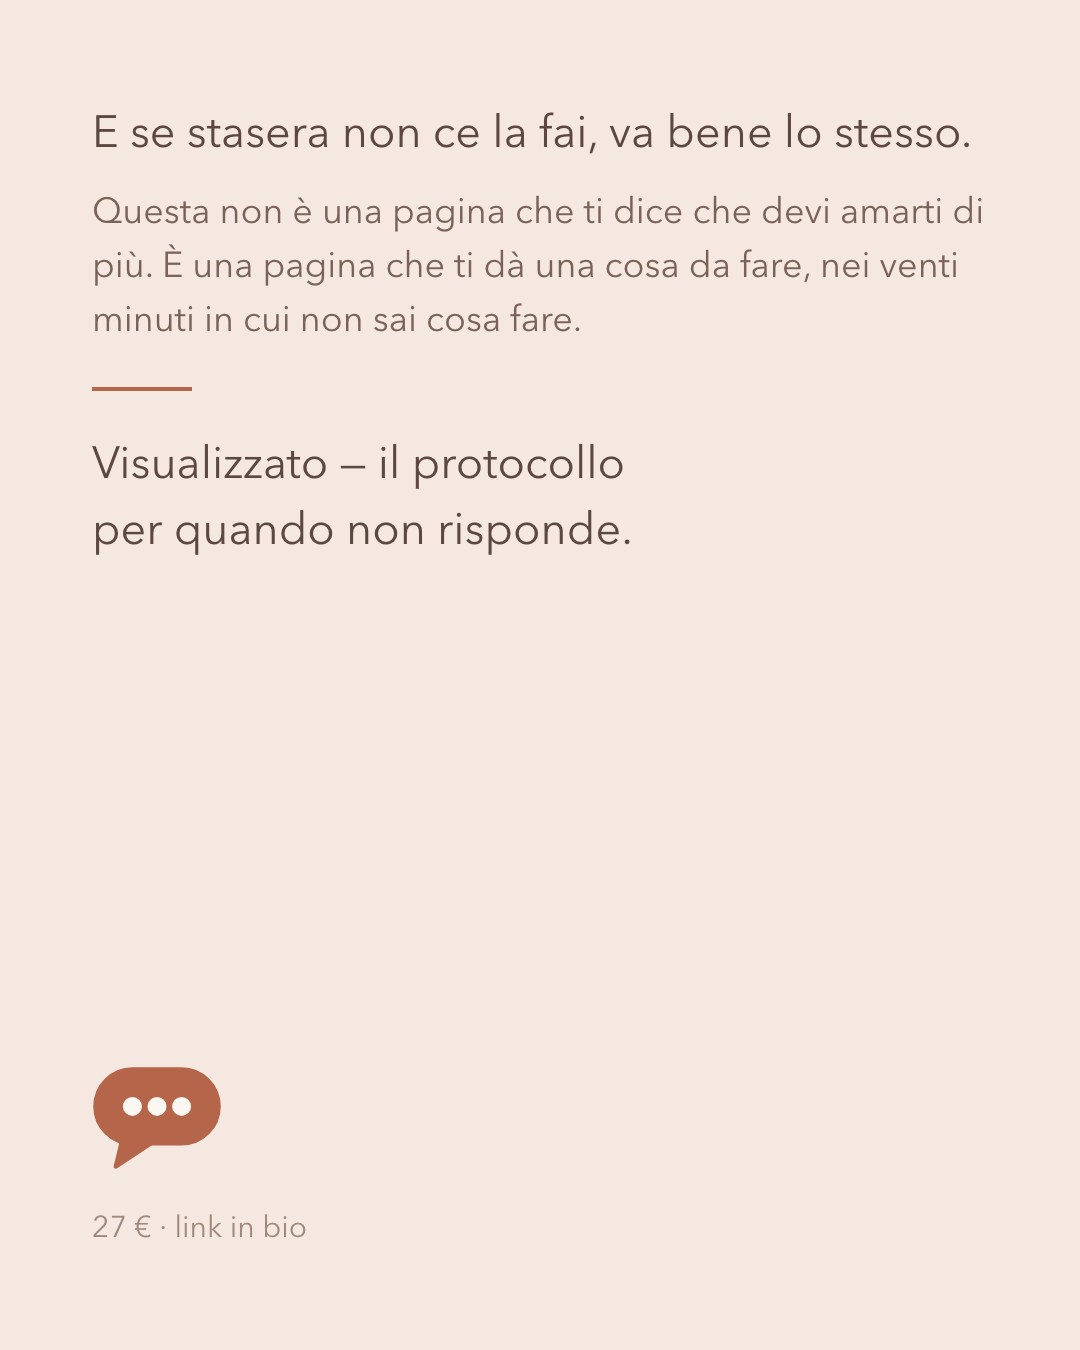 E se stasera non ce la fai, va bene lo stesso.
Questa non è una pagina che ti dice che devi amarti di
più. È una pagina che ti dà una cosa da fare, nei venti
minuti in cui non sai cosa fare.
Visualizzato – il protocollo
per quando non risponde.
27 € · link in bio